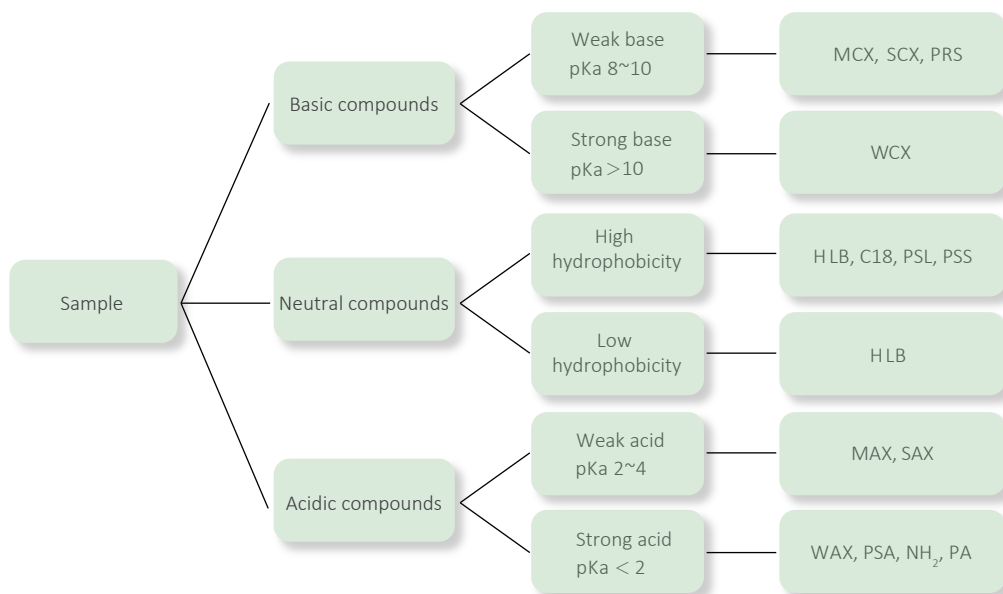 Sample
Basic compounds
Weak base
pKa 8~10
MCX, SCX, PRS
Strong base
pKa >10
WCX
Neutral compounds
High
hydrophobicity
HLB, C18, PSL, PSS
Low
hydrophobicity
HLB
Acidic compounds
Weak acid
pKa 2~4
MAX, SAX
Strong acid
pKa < 2
WAX, PSA, NH₂, PA